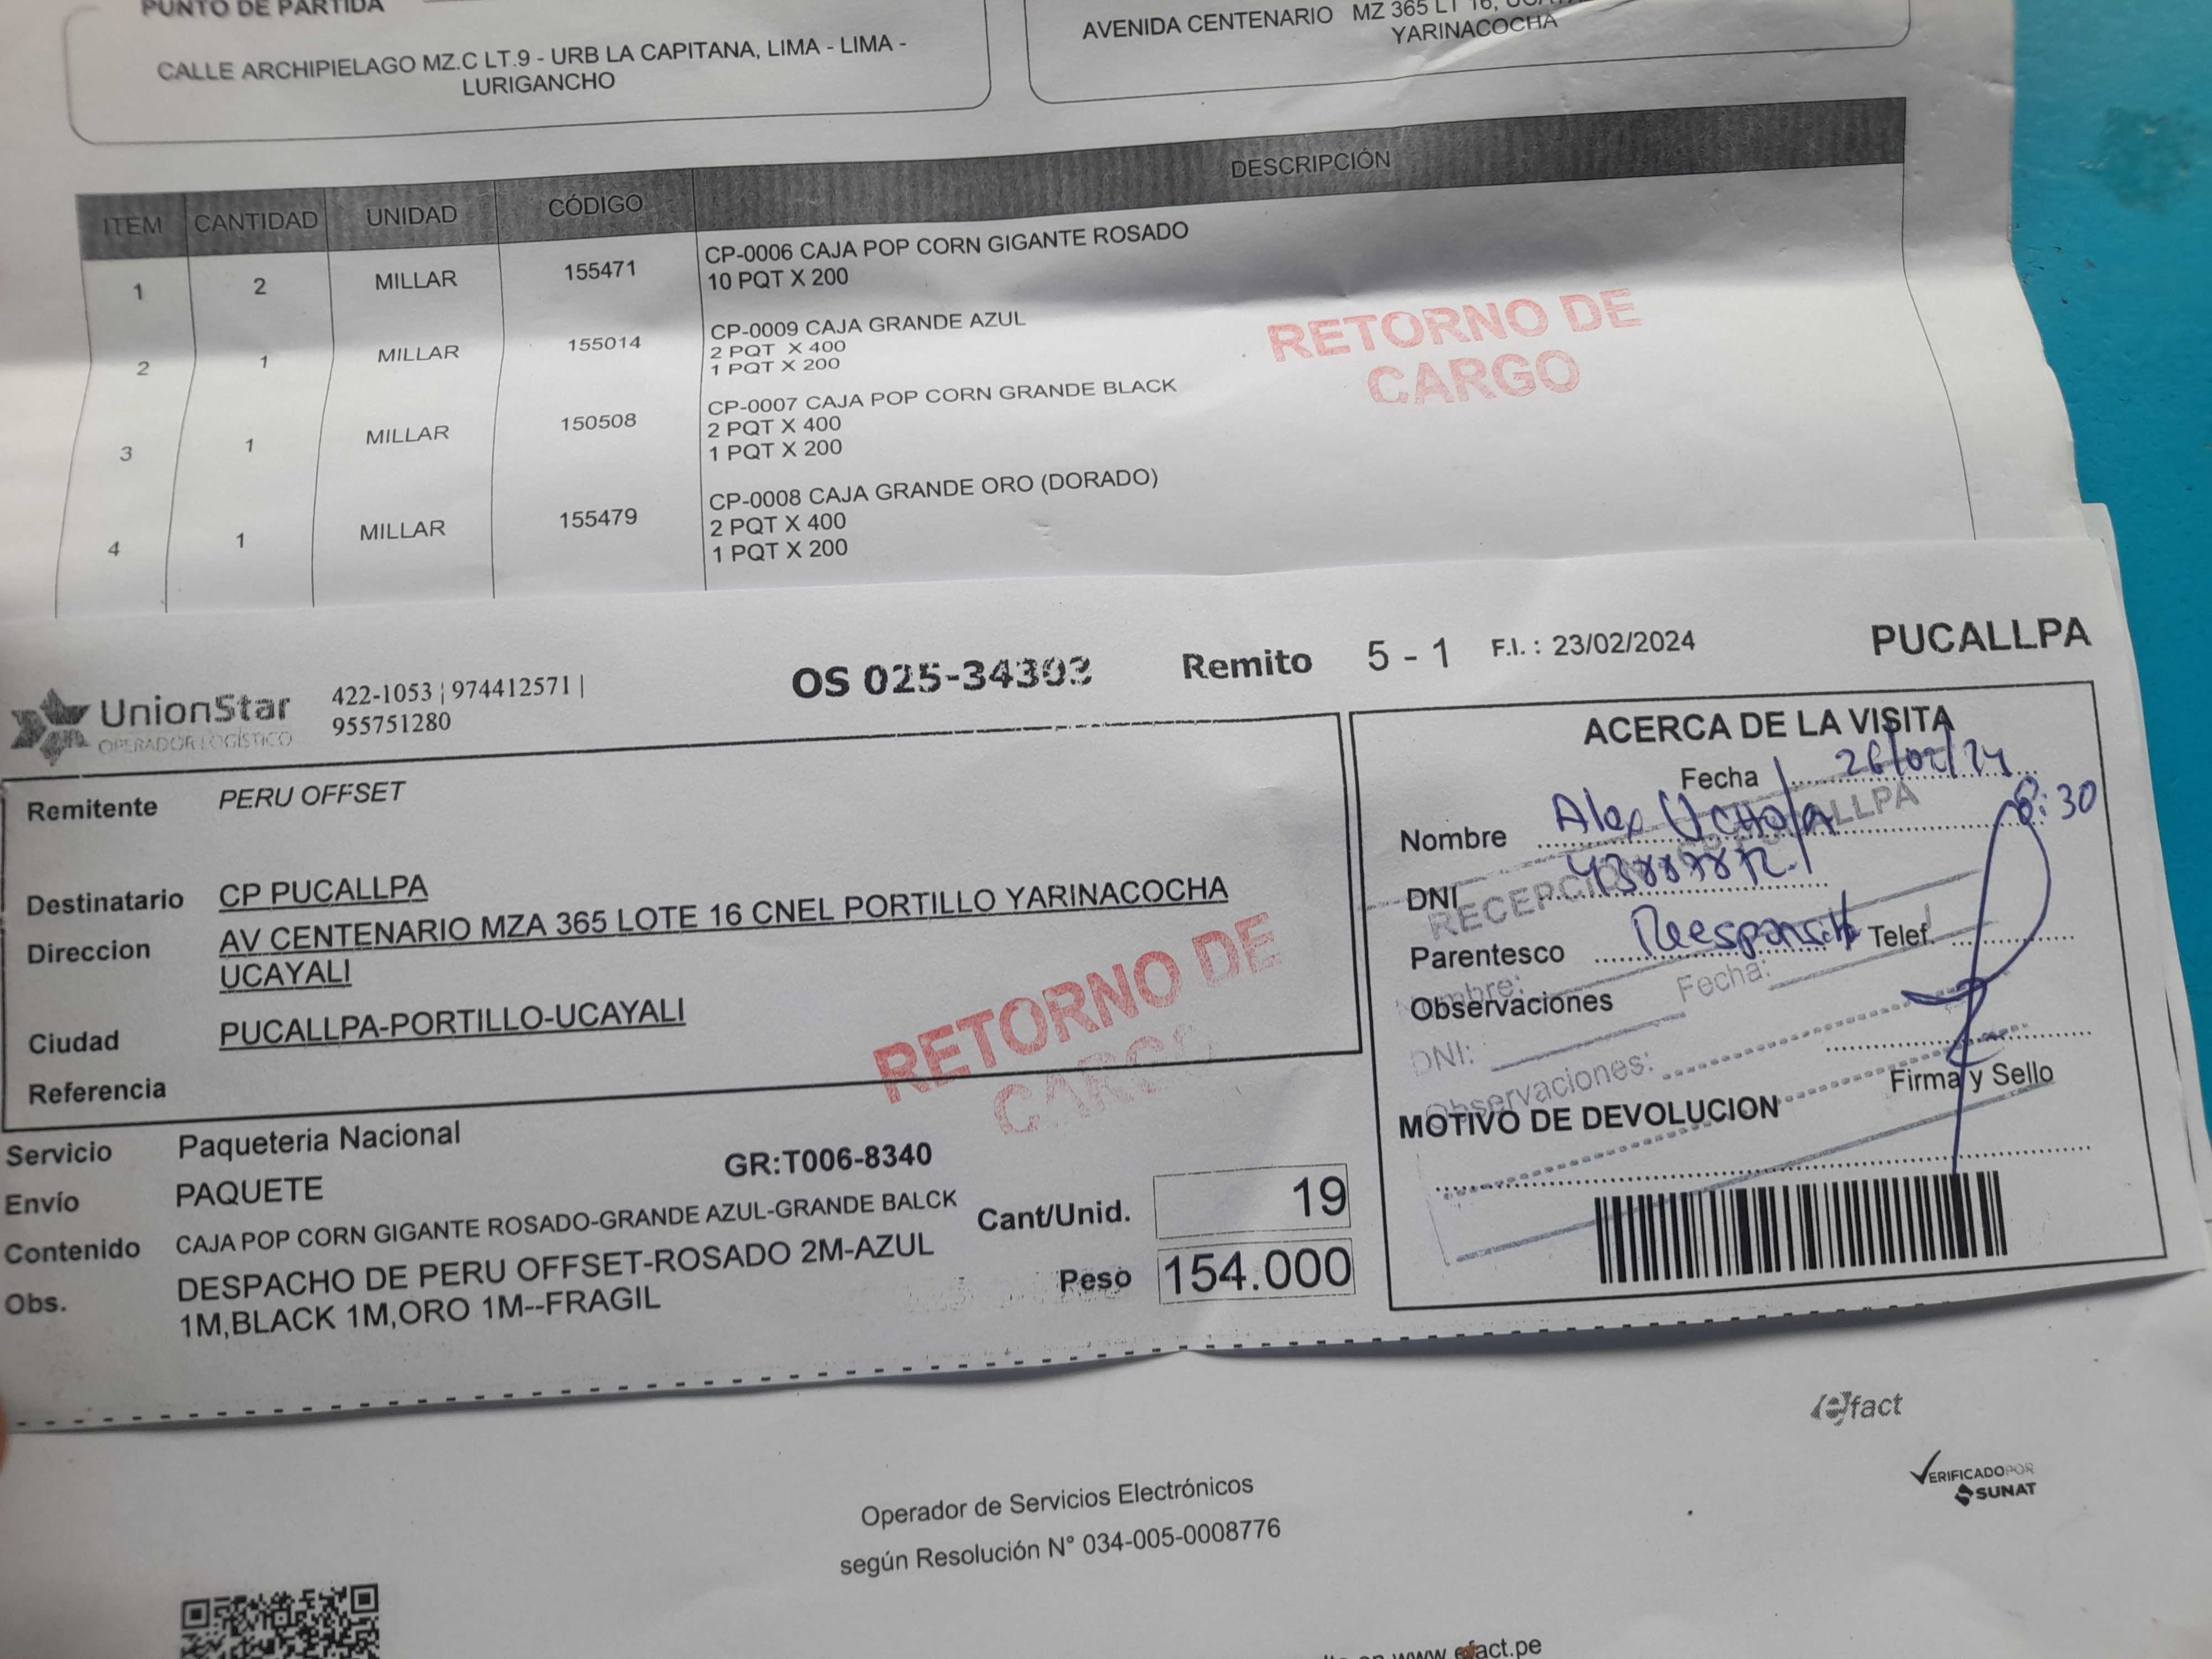 PUNTO DE PARTIDA
CALLE ARCHIPIELAGO MZ.C LT.9 - URB LA CAPITANA, LIMA - LIMA -
LURIGANCHO
AVENIDA CENTENARIO MZ 365 LT 16,
YARINACOCHA
ITEM CANTIDAD UNIDAD CÓDIGO DESCRIPCIÓN
1 2 MILLAR 155471 CP-0006 CAJA POP CORN GIGANTE ROSADO
10 PQT X 200
2 1 MILLAR 155014 CP-0009 CAJA GRANDE AZUL
2 PQT X 400
1 PQT X 200
3 1 MILLAR 150508 CP-0007 CAJA POP CORN GRANDE BLACK
2 PQT X 400
1 PQT X 200
4 1 MILLAR 155479 CP-0008 CAJA GRANDE ORO (DORADO)
2 PQT X 400
1 PQT X 200
RETORNO DE
CARGO
UnionStar
OPERADOR LOGÍSTICO
422-1053 | 974412571 |
955751280
OS 025-34303 Remito 5 - 1 F.I. : 23/02/2024 PUCALLPA
Remitente PERU OFFSET
Destinatario CP PUCALLPA
Direccion AV CENTENARIO MZA 365 LOTE 16 CNEL PORTILLO YARINACOCHA
UCAYALI
Ciudad PUCALLPA-PORTILLO-UCAYALI
Referencia
RETORNO DE
CARGO
Servicio Paqueteria Nacional
GR:T006-8340
Envío PAQUETE
Contenido CAJA POP CORN GIGANTE ROSADO-GRANDE AZUL-GRANDE BALCK
Obs. DESPACHO DE PERU OFFSET-ROSADO 2M-AZUL
1M,BLACK 1M,ORO 1M--FRAGIL
Cant/Unid. 19
Peso 154.000
ACERCA DE LA VISITA
Fecha 26/02/24
8:30
Nombre Alex
DNI
Parentesco Telef.
Observaciones
Firma y Sello
MOTIVO DE DEVOLUCION
RECEPCION CP PUCALLPA
Nombre:
Fecha:
DNI:
Observaciones:
efact
VERIFICADO POR
SUNAT
Operador de Servicios Electrónicos
según Resolución N° 034-005-0008776
en www.efact.pe